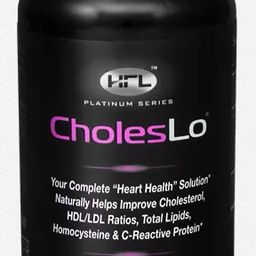 HFL™
PLATINUM SERIES
CholesLo®
Your Complete "Heart Health" Solution*
Naturally Helps Improve Cholesterol,
HDL/LDL Ratios, Total Lipids,
Homocysteine & C-Reactive Protein*